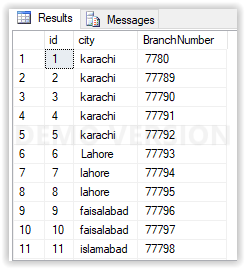 Results Messages
id city BranchNumber
1 1 karachi 7780
2 2 karachi 77789
3 3 karachi 77790
4 4 karachi 77791
5 5 karachi 77792
6 6 Lahore 77793
7 7 lahore 77794
8 8 lahore 77795
9 9 faisalabad 77796
10 10 faisalabad 77797
11 11 islamabad 77798
DEMO VERSION